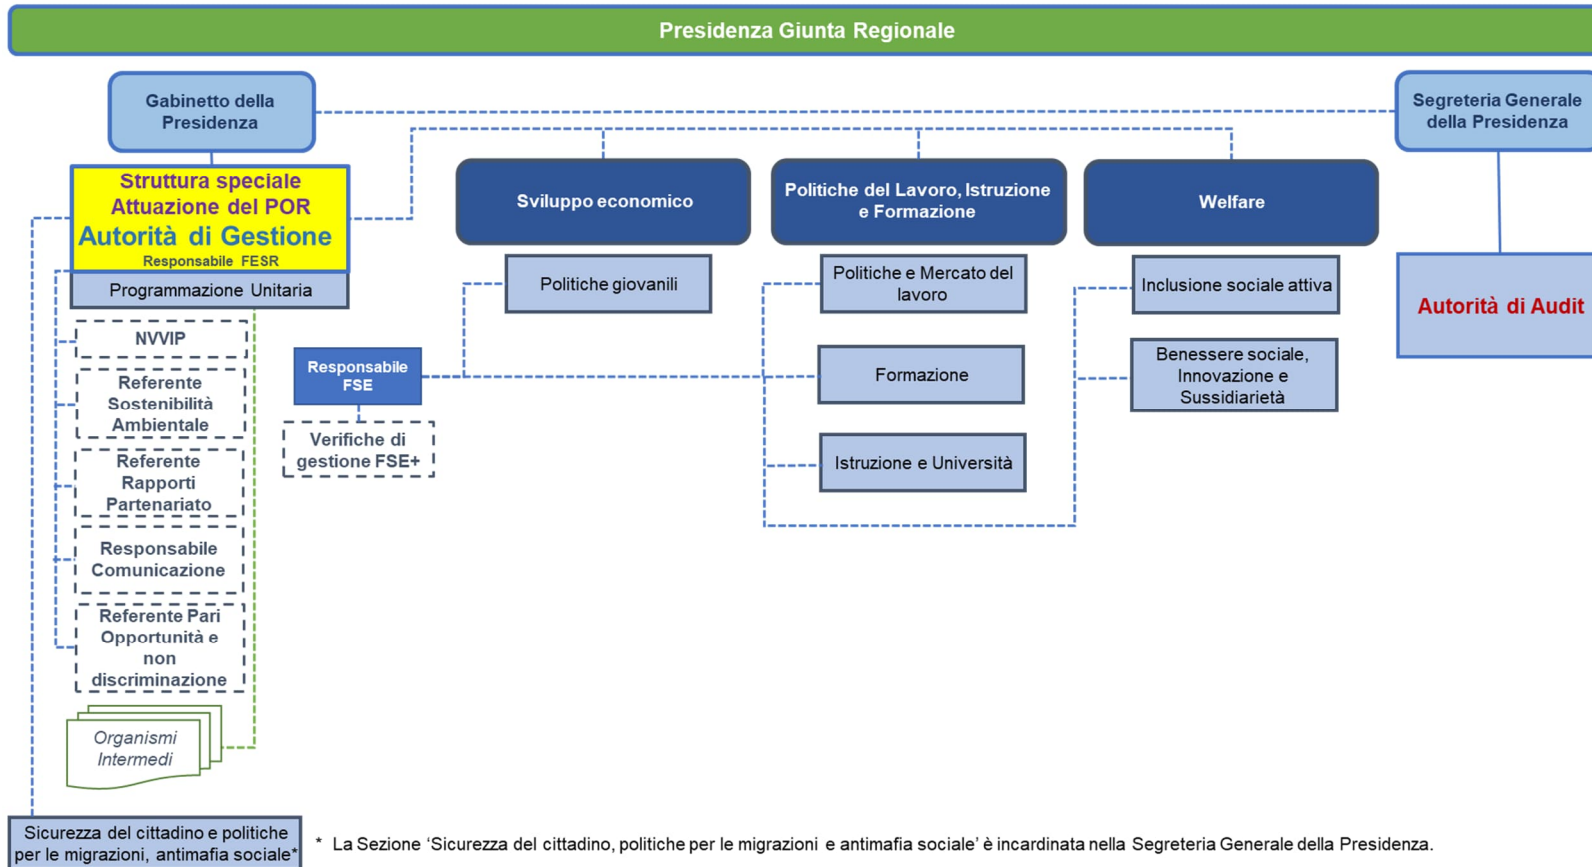 Presidenza Giunta Regionale
Gabinetto della
Presidenza
Segreteria Generale
della Presidenza
Struttura speciale
Attuazione del POR
Autorità di Gestione
Responsabile FESR
Programmazione Unitaria
Sviluppo economico
Politiche del Lavoro, Istruzione
e Formazione
Welfare
Politiche giovanili
Politiche e Mercato del
lavoro
Inclusione sociale attiva
Autorità di Audit
NVVIP
Responsabile
FSE
Formazione
Benessere sociale,
Innovazione e
Sussidiarietà
Referente
Sostenibilità
Ambientale
Verifiche di
gestione FSE+
Istruzione e Università
Referente
Rapporti
Partenariato
Responsabile
Comunicazione
Referente Pari
Opportunità e
non
discriminazione
Organismi
Intermedi
Sicurezza del cittadino e politiche
per le migrazioni, antimafia sociale*
* La Sezione ‘Sicurezza del cittadino, politiche per le migrazioni e antimafia sociale’ è incardinata nella Segreteria Generale della Presidenza.